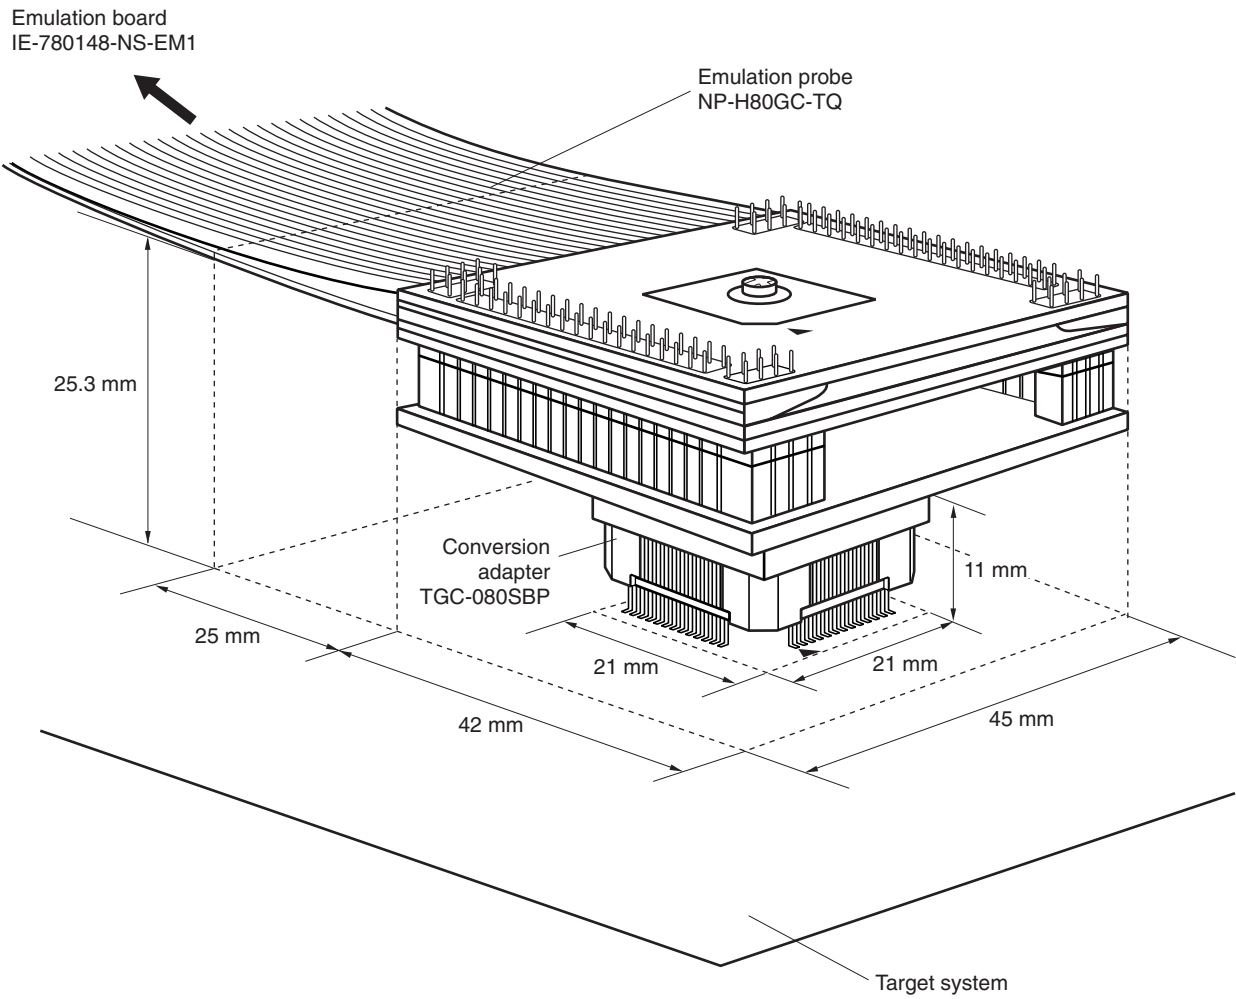 Emulation board
IE-780148-NS-EM1
Emulation probe
NP-H80GC-TQ
25.3 mm
Conversion
adapter
TGC-080SBP
11 mm
25 mm
21 mm
21 mm
42 mm
45 mm
Target system